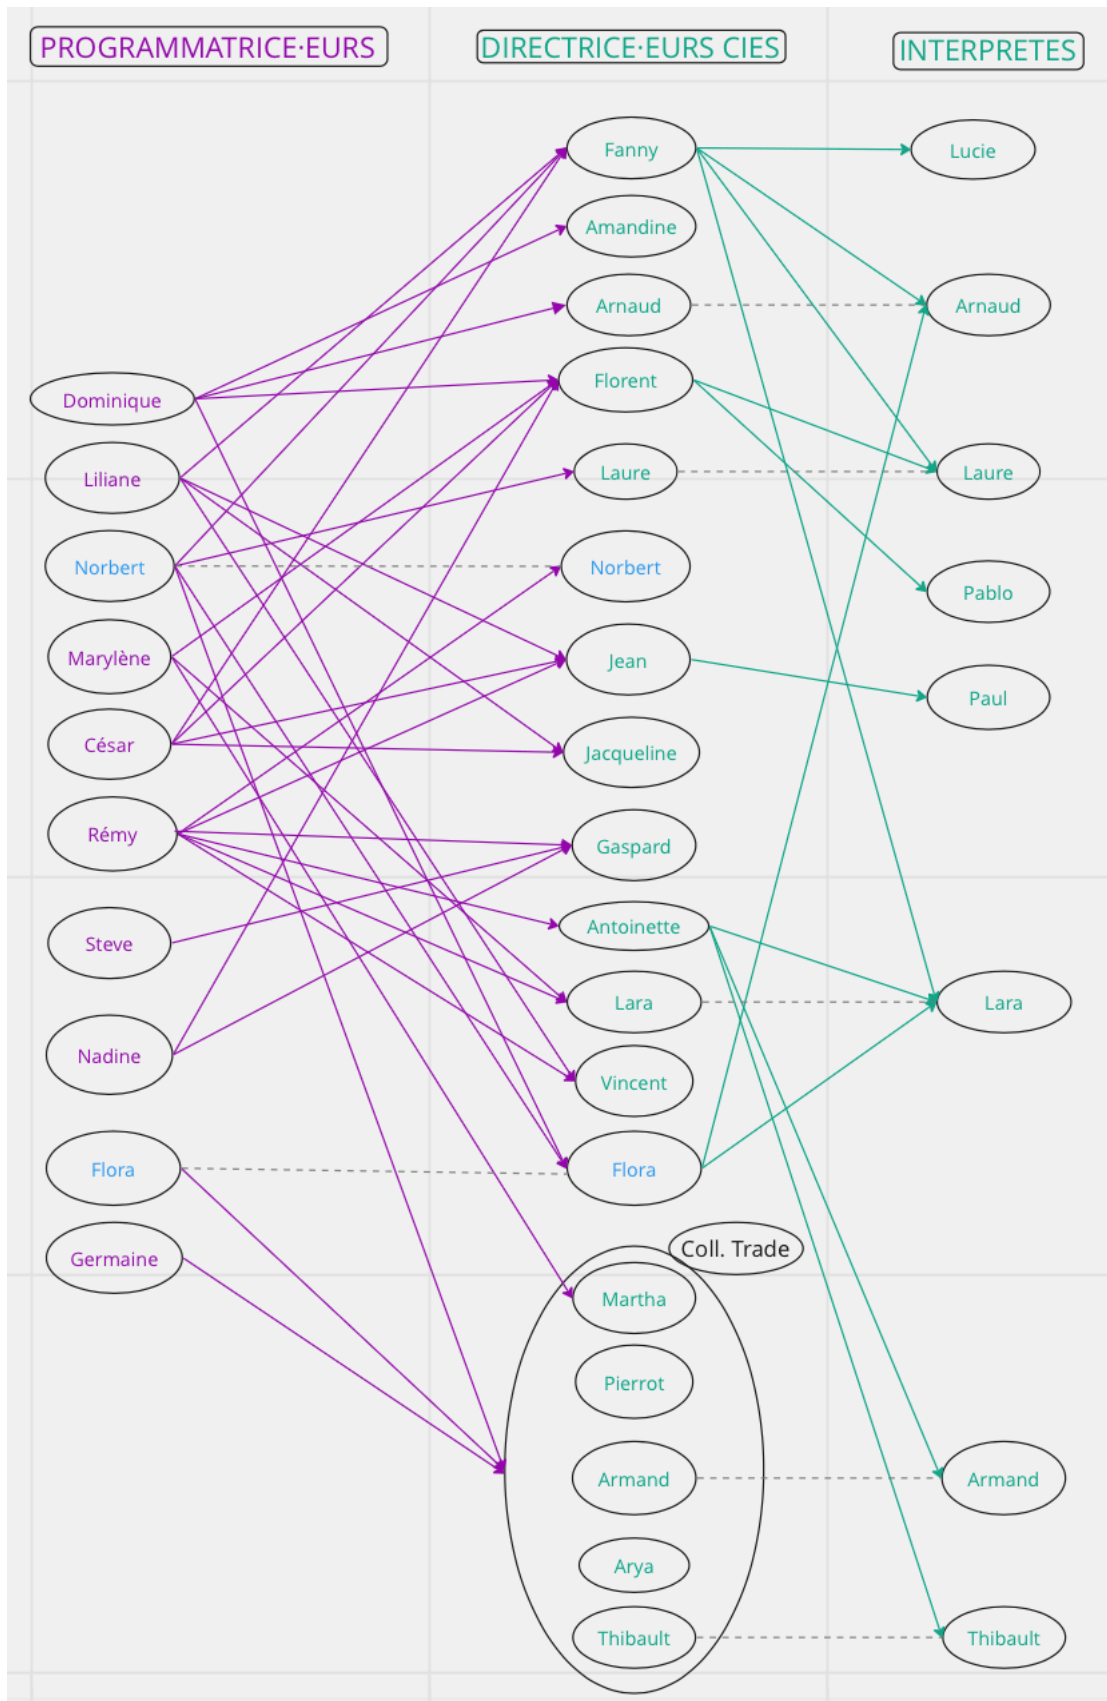 PROGRAMMATRICE·EURS
DIRECTRICE·EURS CIES
INTERPRETES
Dominique
Liliane
Norbert
Marylène
César
Rémy
Steve
Nadine
Flora
Germaine
Fanny
Amandine
Arnaud
Florent
Laure
Norbert
Jean
Jacqueline
Gaspard
Antoinette
Lara
Vincent
Flora
Coll. Trade
Martha
Pierrot
Armand
Arya
Thibault
Lucie
Arnaud
Laure
Pablo
Paul
Lara
Armand
Thibault